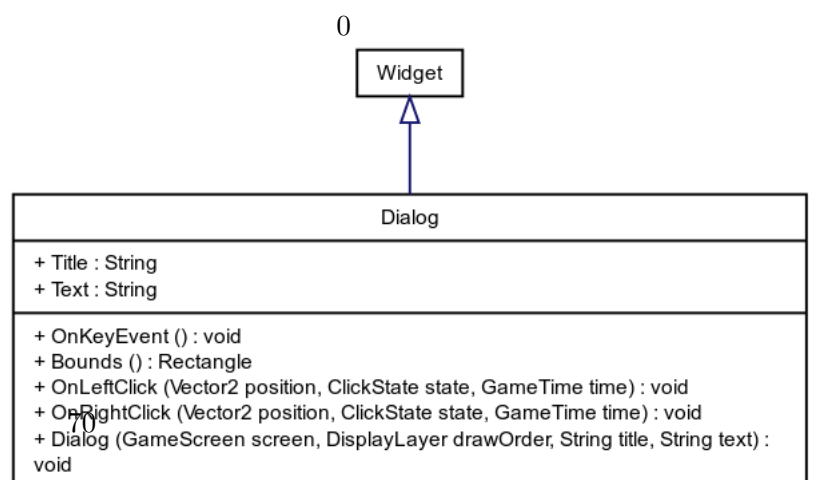 0
Widget
Dialog
+ Title : String
+ Text : String
+ OnKeyEvent () : void
+ Bounds () : Rectangle
+ OnLeftClick (Vector2 position, ClickState state, GameTime time) : void
+ OnRightClick (Vector2 position, ClickState state, GameTime time) : void
70
+ Dialog (GameScreen screen, DisplayLayer drawOrder, String title, String text) :
void